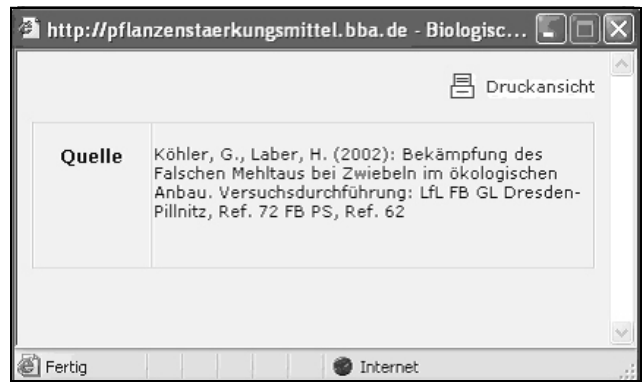 http://pflanzenstaerkungsmittel.bba.de - Biologisc...
Druckansicht
Quelle
Köhler, G., Laber, H. (2002): Bekämpfung des
Falschen Mehltaus bei Zwiebeln im ökologischen
Anbau. Versuchsdurchführung: LfL FB GL Dresden-
Pillnitz, Ref. 72 FB PS, Ref. 62
Fertig
Internet